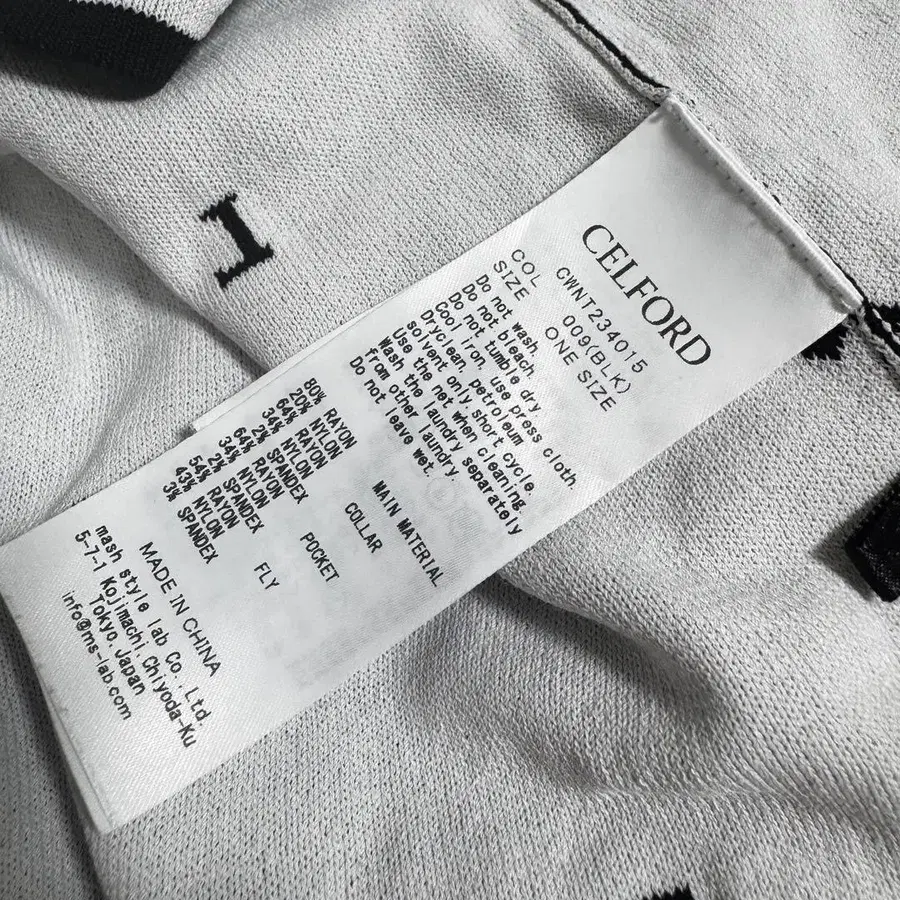 CELFORD
CWNT234015
COL 009(BLK)
SIZE ONE SIZE
Do not wash.
Do not bleach.
Do not tumble dry
Cool iron, use press cloth.
Dryclean, petroleum
solvent only, short cycle.
Use the net when cleaning
Wash the laundry separately
from other laundry.
Do not leave wet.
80% RAYON MAIN MATERIAL
20% NYLON
64% RAYON COLLAR
34% NYLON
2% SPANDEX
64% RAYON POCKET
34% NYLON
2% SPANDEX
54% RAYON FLY
43% NYLON
3% SPANDEX
MADE IN CHINA
mash style lab Co., Ltd.
5-7-1 Kojimachi, Chiyoda-Ku
Tokyo, Japan
info@ms-lab.com